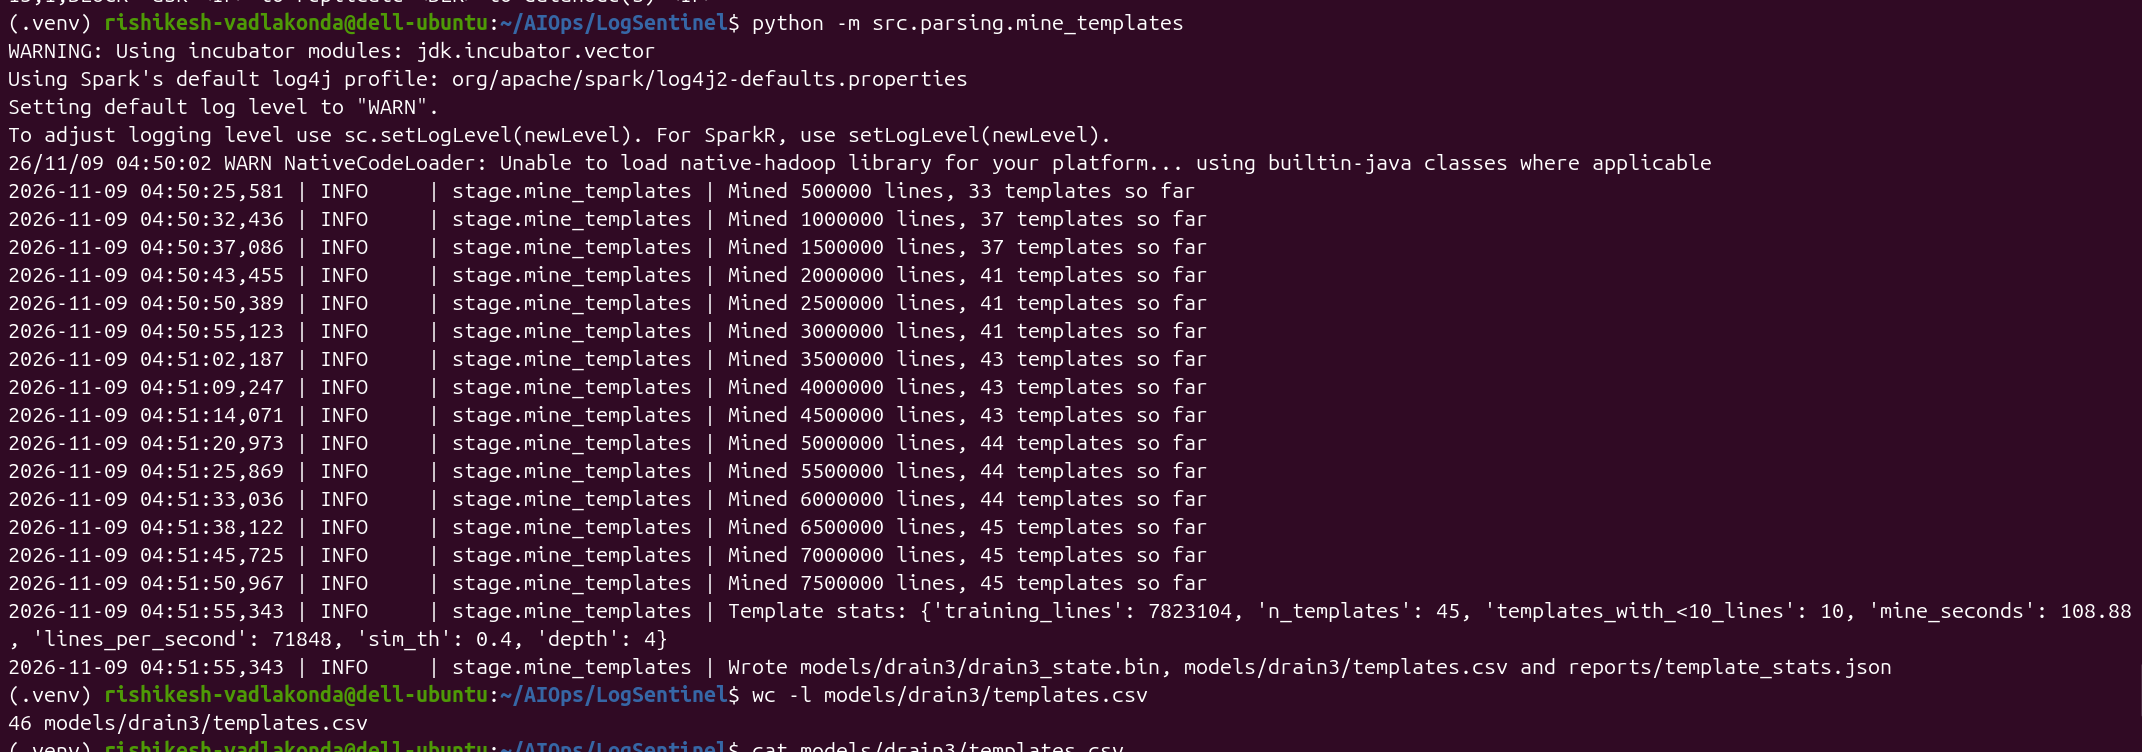 (.venv) rishikesh-vadlakonda@dell-ubuntu:~/AIOps/LogSentinel$ python -m src.parsing.mine_templates
WARNING: Using incubator modules: jdk.incubator.vector
Using Spark's default log4j profile: org/apache/spark/log4j2-defaults.properties
Setting default log level to "WARN".
To adjust logging level use sc.setLogLevel(newLevel). For SparkR, use setLogLevel(newLevel).
26/11/09 04:50:02 WARN NativeCodeLoader: Unable to load native-hadoop library for your platform... using builtin-java classes where applicable
2026-11-09 04:50:25,581 | INFO     | stage.mine_templates | Mined 500000 lines, 33 templates so far
2026-11-09 04:50:32,436 | INFO     | stage.mine_templates | Mined 1000000 lines, 37 templates so far
2026-11-09 04:50:37,086 | INFO     | stage.mine_templates | Mined 1500000 lines, 37 templates so far
2026-11-09 04:50:43,455 | INFO     | stage.mine_templates | Mined 2000000 lines, 41 templates so far
2026-11-09 04:50:50,389 | INFO     | stage.mine_templates | Mined 2500000 lines, 41 templates so far
2026-11-09 04:50:55,123 | INFO     | stage.mine_templates | Mined 3000000 lines, 41 templates so far
2026-11-09 04:51:02,187 | INFO     | stage.mine_templates | Mined 3500000 lines, 43 templates so far
2026-11-09 04:51:09,247 | INFO     | stage.mine_templates | Mined 4000000 lines, 43 templates so far
2026-11-09 04:51:14,071 | INFO     | stage.mine_templates | Mined 4500000 lines, 43 templates so far
2026-11-09 04:51:20,973 | INFO     | stage.mine_templates | Mined 5000000 lines, 44 templates so far
2026-11-09 04:51:25,869 | INFO     | stage.mine_templates | Mined 5500000 lines, 44 templates so far
2026-11-09 04:51:33,036 | INFO     | stage.mine_templates | Mined 6000000 lines, 44 templates so far
2026-11-09 04:51:38,122 | INFO     | stage.mine_templates | Mined 6500000 lines, 45 templates so far
2026-11-09 04:51:45,725 | INFO     | stage.mine_templates | Mined 7000000 lines, 45 templates so far
2026-11-09 04:51:50,967 | INFO     | stage.mine_templates | Mined 7500000 lines, 45 templates so far
2026-11-09 04:51:55,343 | INFO     | stage.mine_templates | Template stats: {'training_lines': 7823104, 'n_templates': 45, 'templates_with_<10_lines': 10, 'mine_seconds': 108.88
, 'lines_per_second': 71848, 'sim_th': 0.4, 'depth': 4}
2026-11-09 04:51:55,343 | INFO     | stage.mine_templates | Wrote models/drain3/drain3_state.bin, models/drain3/templates.csv and reports/template_stats.json
(.venv) rishikesh-vadlakonda@dell-ubuntu:~/AIOps/LogSentinel$ wc -l models/drain3/templates.csv
46 models/drain3/templates.csv
(.venv) rishikesh-vadlakonda@dell-ubuntu:~/AIOps/LogSentinel$ cat models/drain3/templates.csv